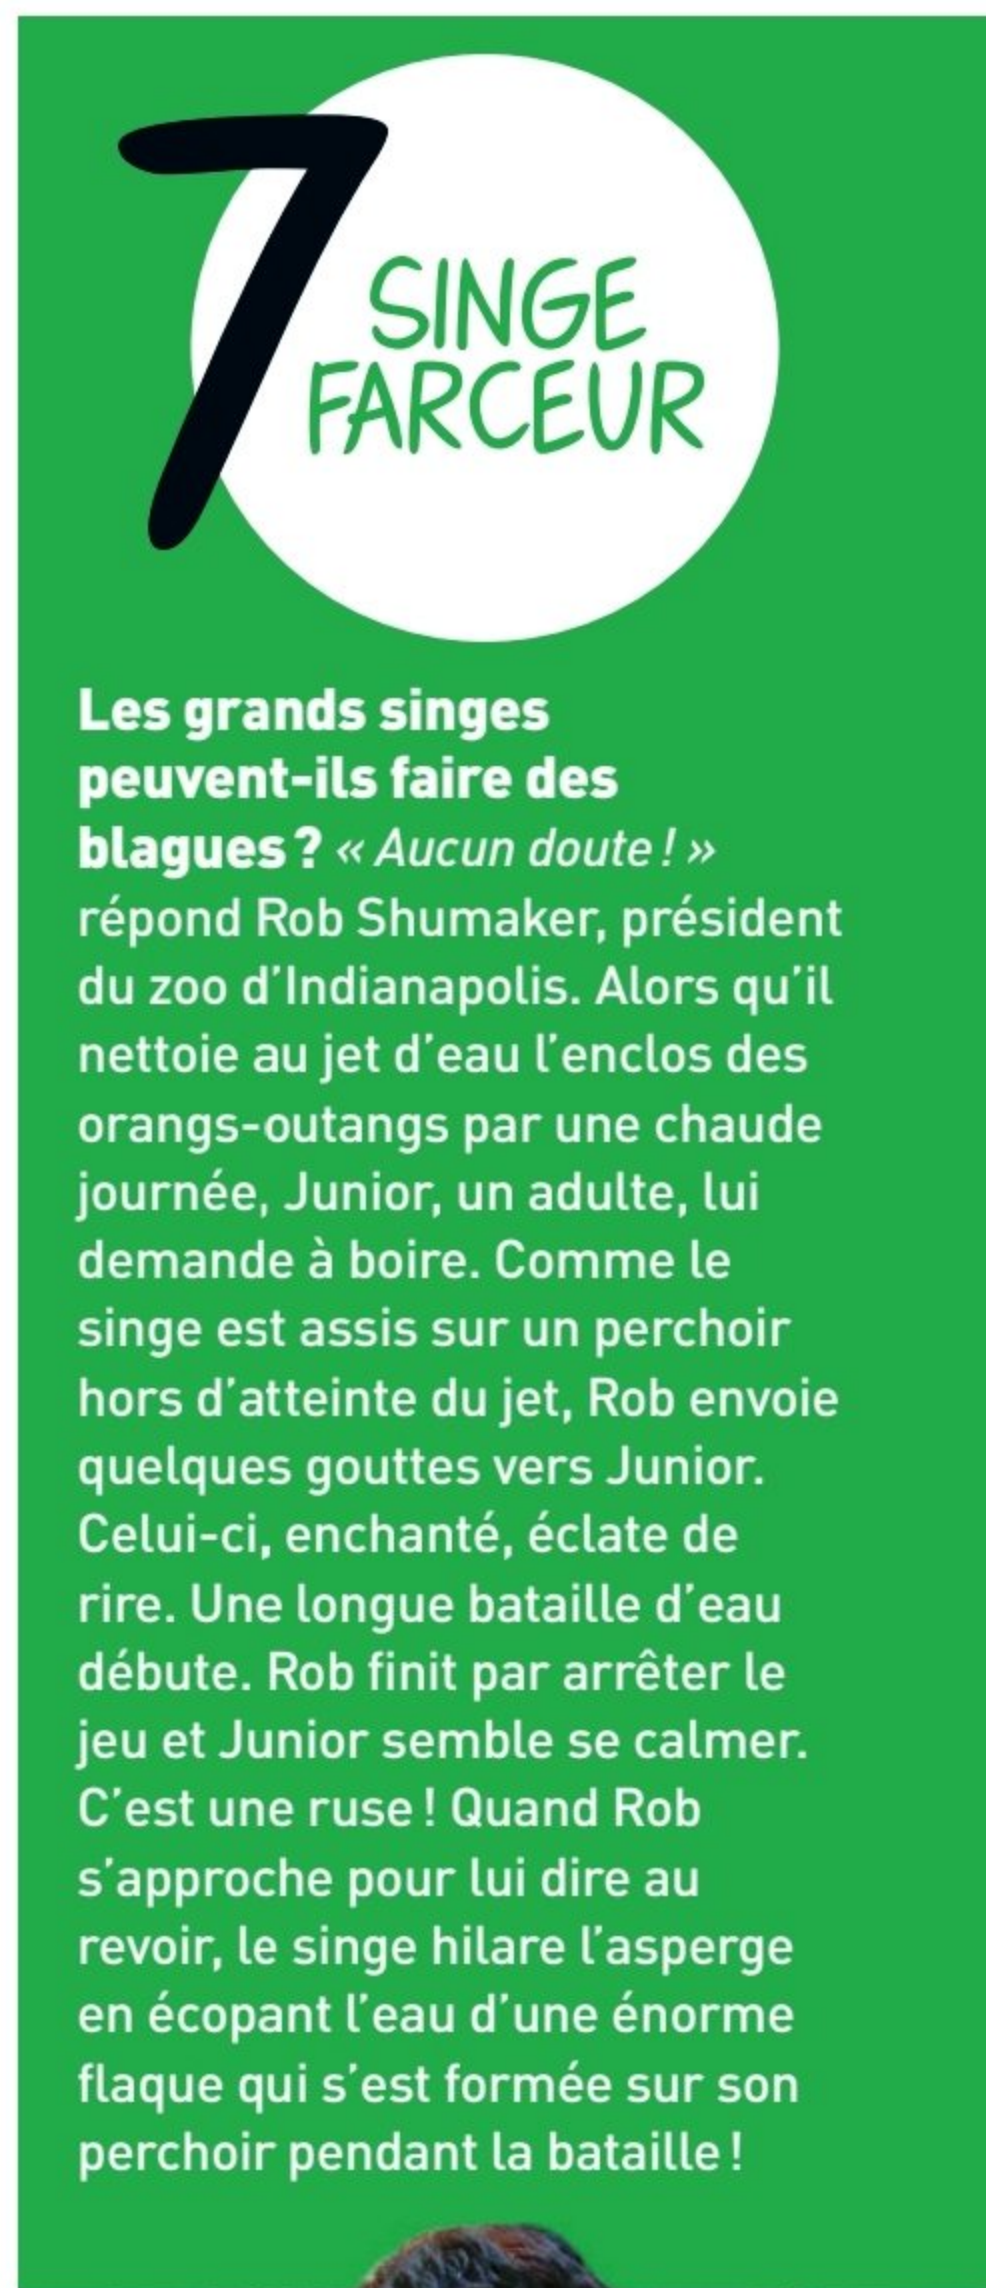 7
SINGE
FARCEUR
Les grands singes
peuvent-ils faire des
blagues ? « Aucun doute ! »
répond Rob Shumaker, président
du zoo d'Indianapolis. Alors qu'il
nettoie au jet d'eau l'enclos des
orangs-outangs par une chaude
journée, Junior, un adulte, lui
demande à boire. Comme le
singe est assis sur un perchoir
hors d'atteinte du jet, Rob envoie
quelques gouttes vers Junior.
Celui-ci, enchanté, éclate de
rire. Une longue bataille d'eau
débute. Rob finit par arrêter le
jeu et Junior semble se calmer.
C'est une ruse ! Quand Rob
s'approche pour lui dire au
revoir, le singe hilare l'asperge
en écopant l'eau d'une énorme
flaque qui s'est formée sur son
perchoir pendant la bataille !